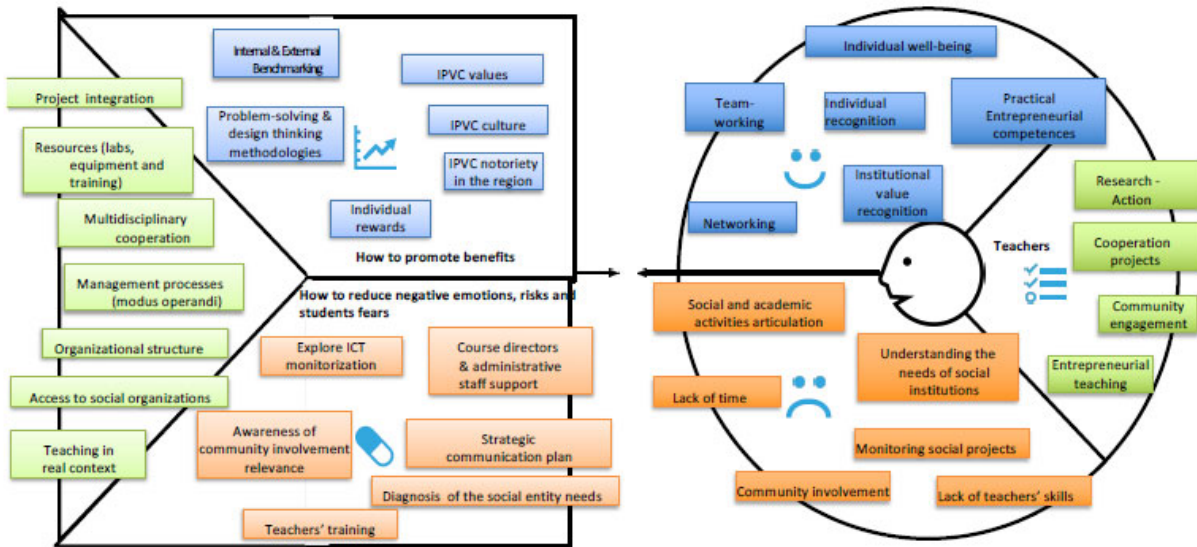 Internal & External
Benchmarking
IPVC values
Project integration
Problem-solving &
design thinking
methodologies
IPVC culture
Resources (labs,
equipment and
training)
IPVC notoriety
in the region
Multidisciplinary
cooperation
Individual
rewards
How to promote benefits
Management processes
(modus operandi)
How to reduce negative emotions, risks and
students fears
Organizational structure
Explore ICT
monitorization
Course directors
& administrative
staff support
Access to social organizations
Awareness of
community involvement
relevance
Strategic
communication plan
Teaching in
real context
Diagnosis of the social entity needs
Teachers' training
Individual well-being
Team-
working
Individual
recognition
Practical
Entrepreneurial
competences
Institutional
value
recognition
Networking
Research -
Action
Teachers
Cooperation
projects
Social and academic
activities articulation
Community
engagement
Understanding the
needs of social
institutions
Entrepreneurial
teaching
Lack of time
Monitoring social projects
Community involvement
Lack of teachers' skills